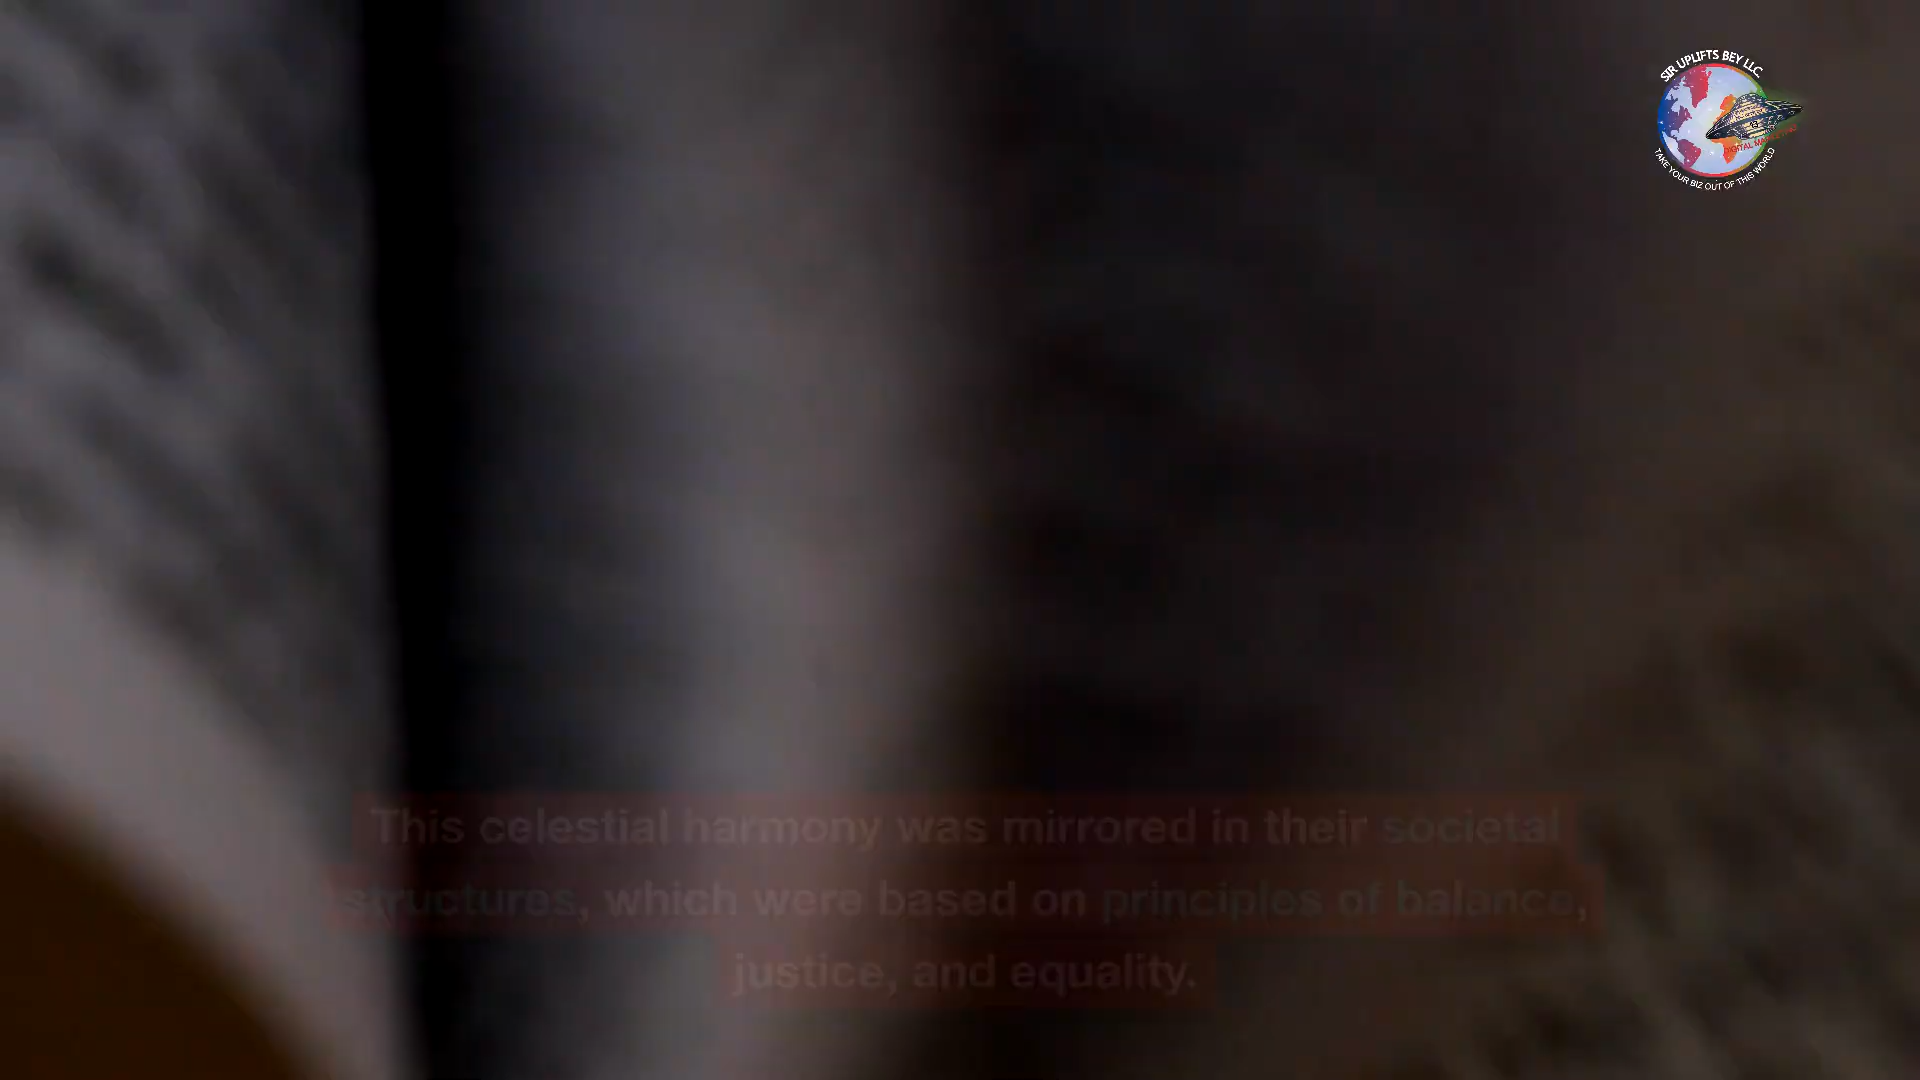 SIR UPLIFTS BEY LLC.
DIGITAL
TAKE YOUR BIZ OUT OF THIS WORLD
This celestial harmony was mirrored in their societal
structures, which were based on principles of balance,
justice, and equality.